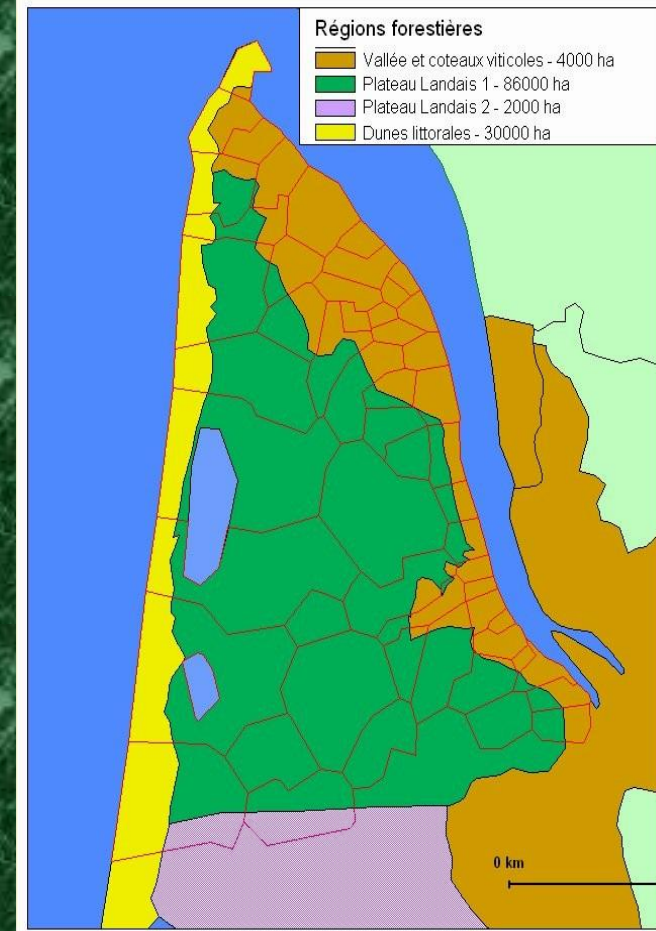 Régions forestières
Vallée et coteaux viticoles - 4000 ha
Plateau Landais 1 - 86000 ha
Plateau Landais 2 - 2000 ha
Dunes littorales - 30000 ha
0 km